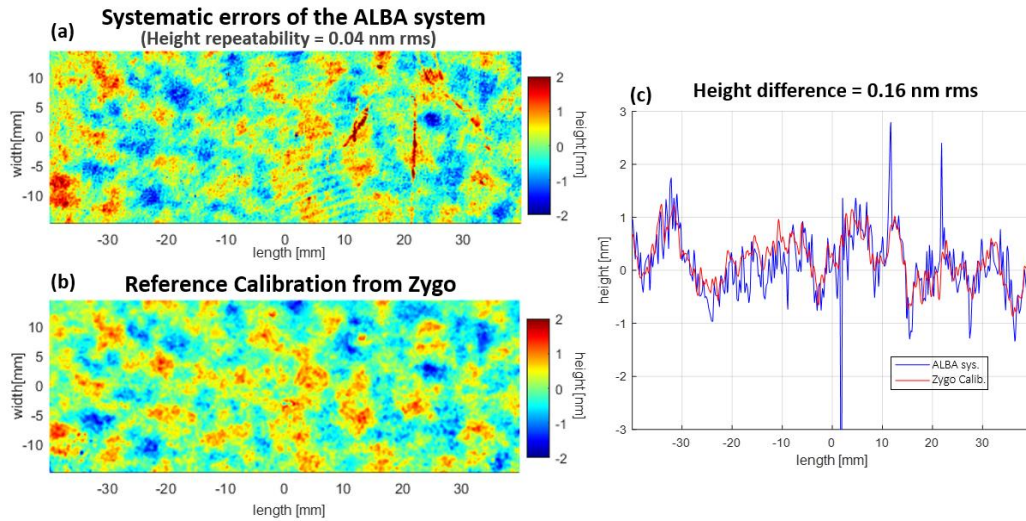 (a)
Systematic errors of the ALBA system
(Height repeatability = 0.04 nm rms)
width[mm]
10
5
0
-5
-10
-30
-20
-10
0
10
20
30
length [mm]
2
1
0
-1
-2
height [nm]
(b)
Reference Calibration from Zygo
width[mm]
10
5
0
-5
-10
-30
-20
-10
0
10
20
30
length [mm]
2
1
0
-1
-2
height [nm]
(c)
Height difference = 0.16 nm rms
height [nm]
3
2
1
0
-1
-2
-3
-30
-20
-10
0
10
20
30
length [mm]
ALBA sys.
Zygo Calib.